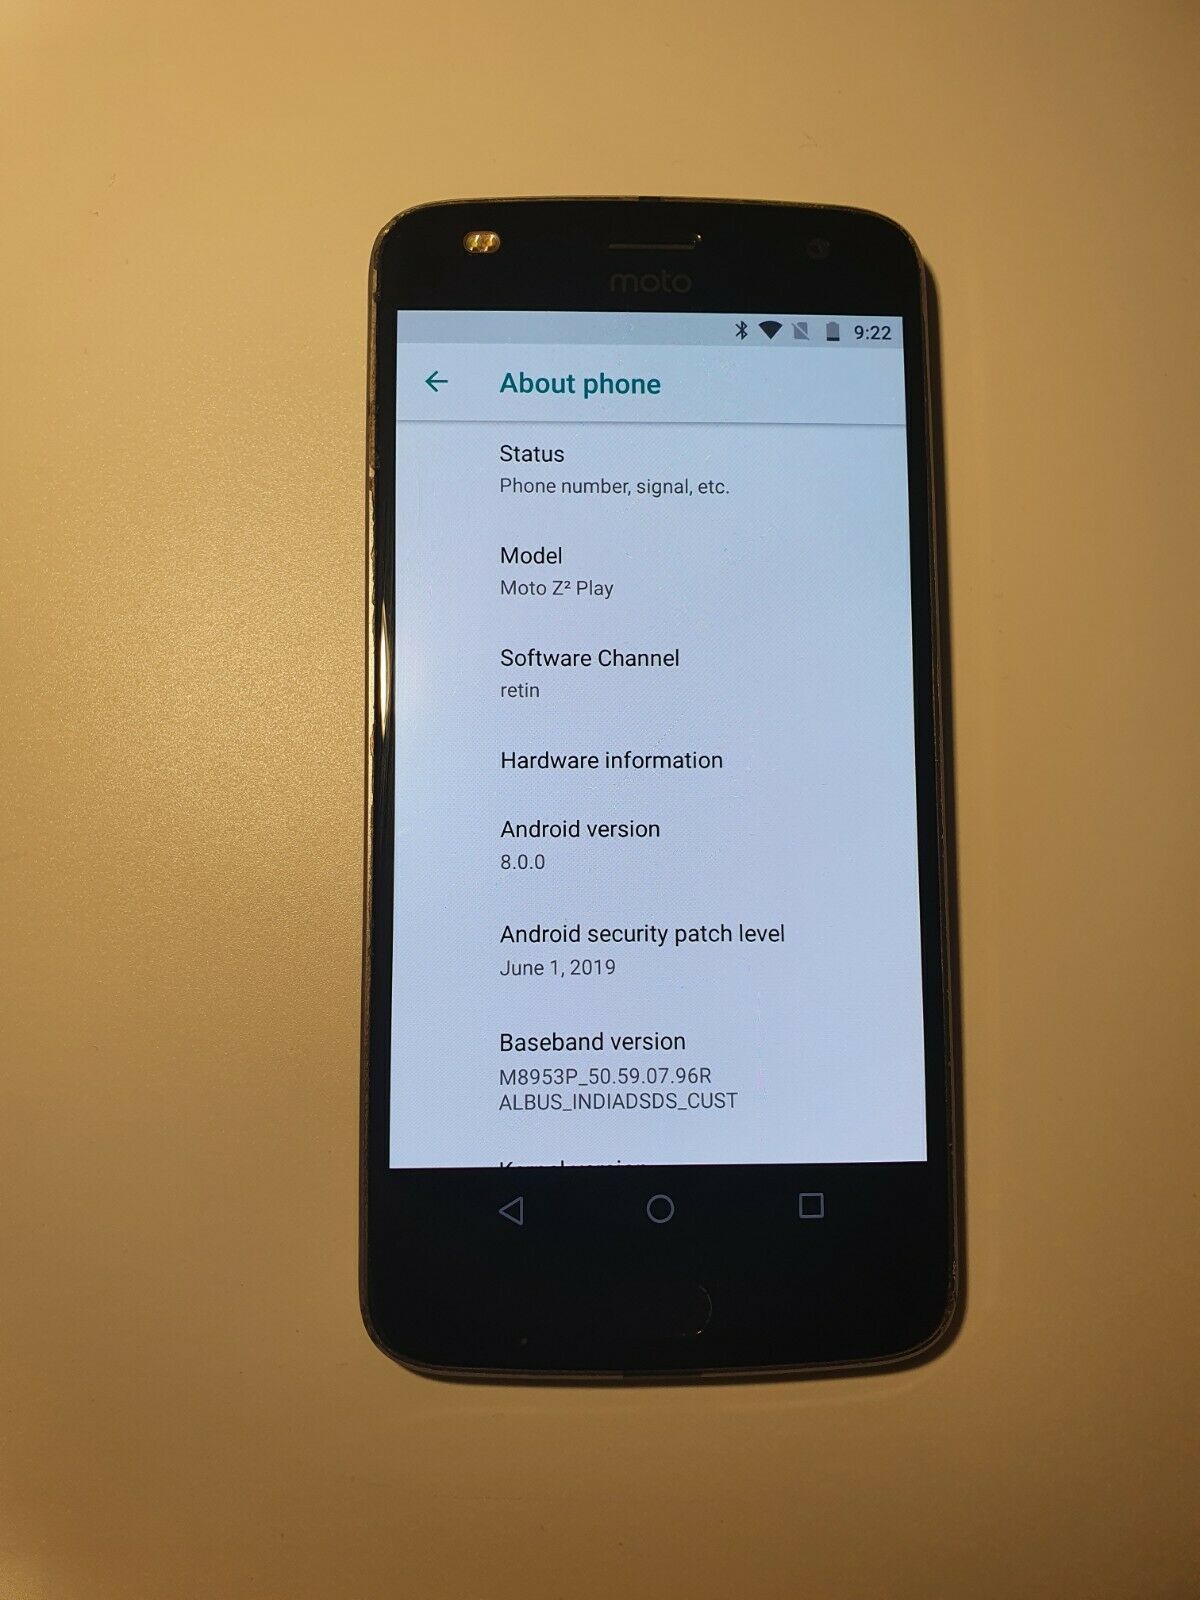 moto
9:22
About phone
Status
Phone number, signal, etc.
Model
Moto Z² Play
Software Channel
retin
Hardware information
Android version
8.0.0
Android security patch level
June 1, 2019
Baseband version
M8953P_50.59.07.96R
ALBUS_INDIADSDS_CUST
Kernel version